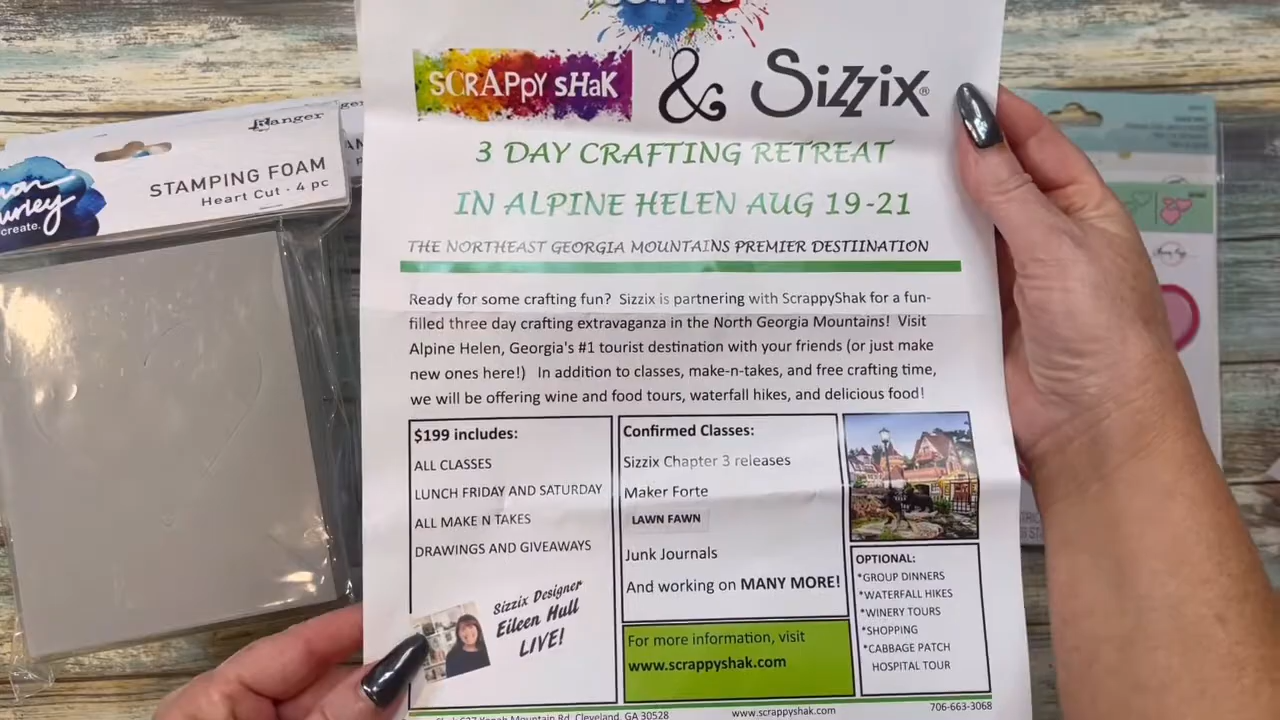 SCRAPPY SHAK & Sizzix®
3 DAY CRAFTING RETREAT
IN ALPINE HELEN AUG 19-21
THE NORTHEAST GEORGIA MOUNTAINS PREMIER DESTIINATION
Ready for some crafting fun? Sizzix is partnering with ScrappyShak for a fun-
filled three day crafting extravaganza in the North Georgia Mountains! Visit
Alpine Helen, Georgia's #1 tourist destination with your friends (or just make
new ones here!) In addition to classes, make-n-takes, and free crafting time,
we will be offering wine and food tours, waterfall hikes, and delicious food!
$199 includes:
ALL CLASSES
LUNCH FRIDAY AND SATURDAY
ALL MAKE N TAKES
DRAWINGS AND GIVEAWAYS
Sizzix Designer
Eileen Hull
LIVE!
Confirmed Classes:
Sizzix Chapter 3 releases
Maker Forte
LAWN FAWN
Junk Journals
And working on MANY MORE!
For more information, visit
www.scrappyshak.com
OPTIONAL:
*GROUP DINNERS
*WATERFALL HIKES
*WINERY TOURS
*SHOPPING
*CABBAGE PATCH
HOSPITAL TOUR
Mountain Rd, Cleveland, GA 30528
www.scrappyshak.com
706-663-3068
Ranger
STAMPING FOAM
Heart Cut · 4 pc
create.